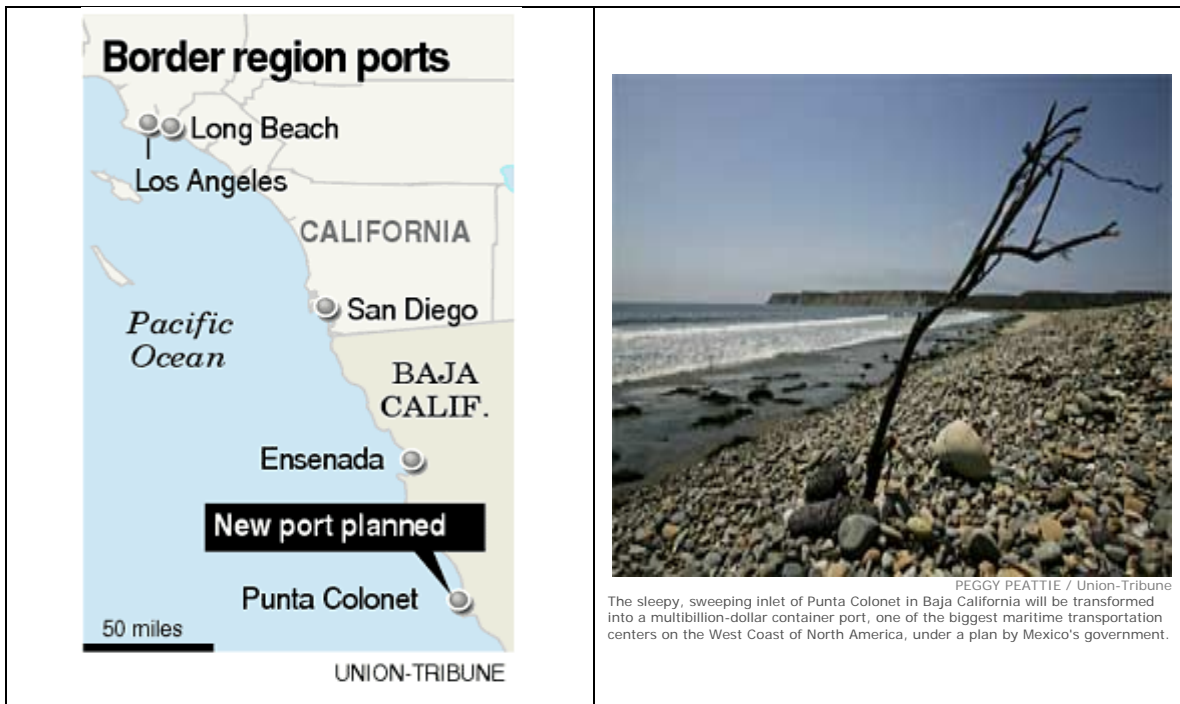 Border region ports
Long Beach
Los Angeles
CALIFORNIA
San Diego
Pacific
Ocean
BAJA
CALIF.
Ensenada
New port planned
Punta Colonet
50 miles
UNION-TRIBUNE
PEGGY PEATTIE / Union-Tribune
The sleepy, sweeping inlet of Punta Colonet in Baja California will be transformed
into a multibillion-dollar container port, one of the biggest maritime transportation
centers on the West Coast of North America, under a plan by Mexico's government.